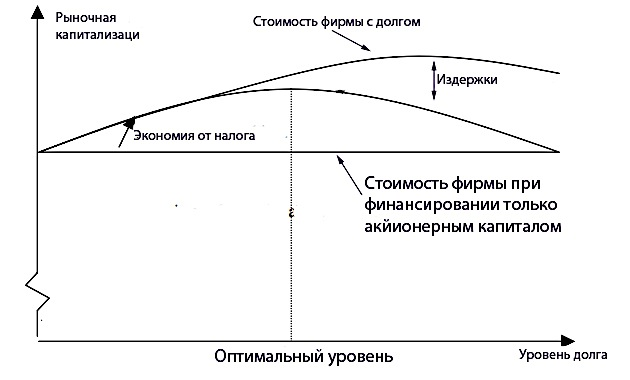 Рыночная
капитализаци
Стоимость фирмы с долгом
Издержки
Экономия от налога
Стоимость фирмы при
финансировании только
акйионерным капиталом
Оптимальный уровень
Уровень долга